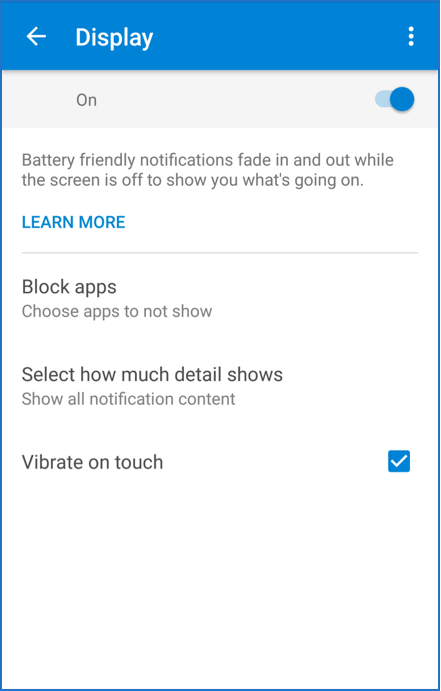 Display
On
Battery friendly notifications fade in and out while
the screen is off to show you what's going on.
LEARN MORE
Block apps
Choose apps to not show
Select how much detail shows
Show all notification content
Vibrate on touch